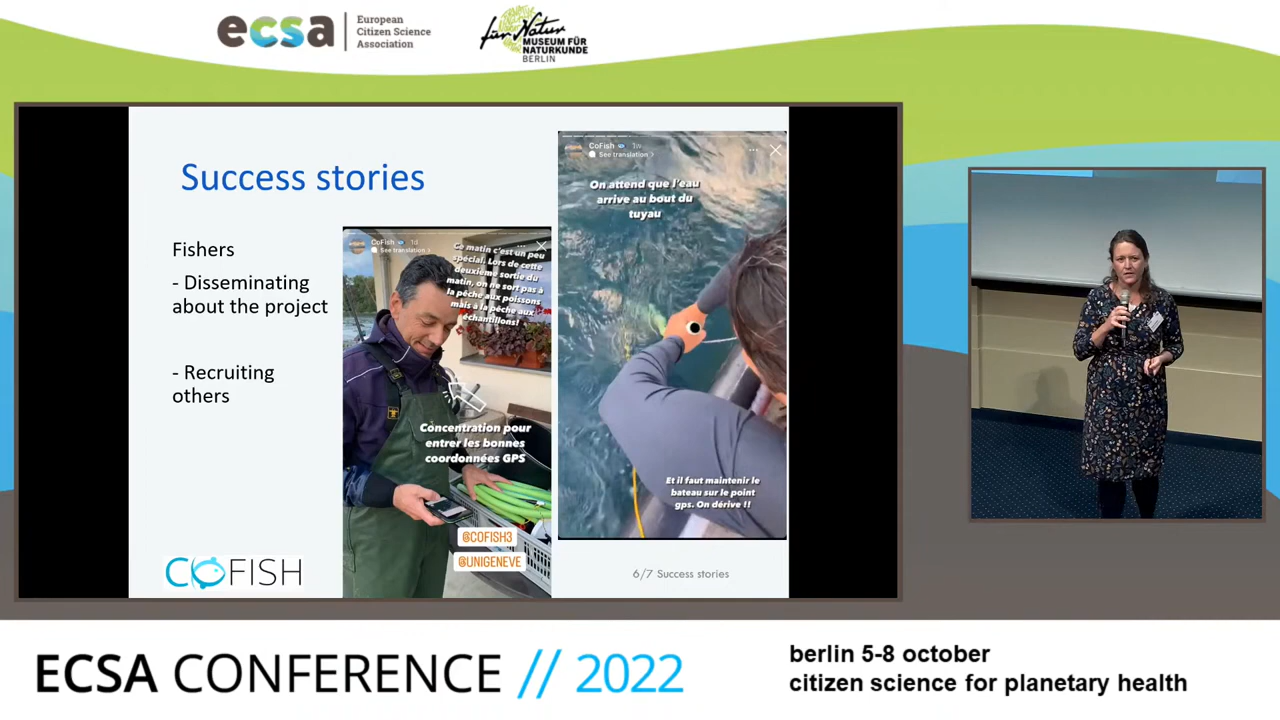 ecsa
European
Citizen Science
Association
für Natur
MUSEUM FÜR
NATURKUNDE
BERLIN
Success stories
Fishers
- Disseminating
about the project
- Recruiting
others
COFISH
CoFish 1d
See translation >
Ce matin c'est un peu
spécial. Lors de cette
deuxième sortie du
matin, on ne sort pas à
la pêche aux poissons
mais à la pêche aux
échantillons!
Concentration pour
entrer les bonnes
coordonnées GPS
@COFISH3
@UNIGENEVE
CoFish 1w
See translation >
On attend que l'eau
arrive au bout du
tuyau
Et il faut maintenir le
bateau sur le point
gps. On dérive !!
6/7 Success stories
ECSA CONFERENCE // 2022
berlin 5-8 october
citizen science for planetary health